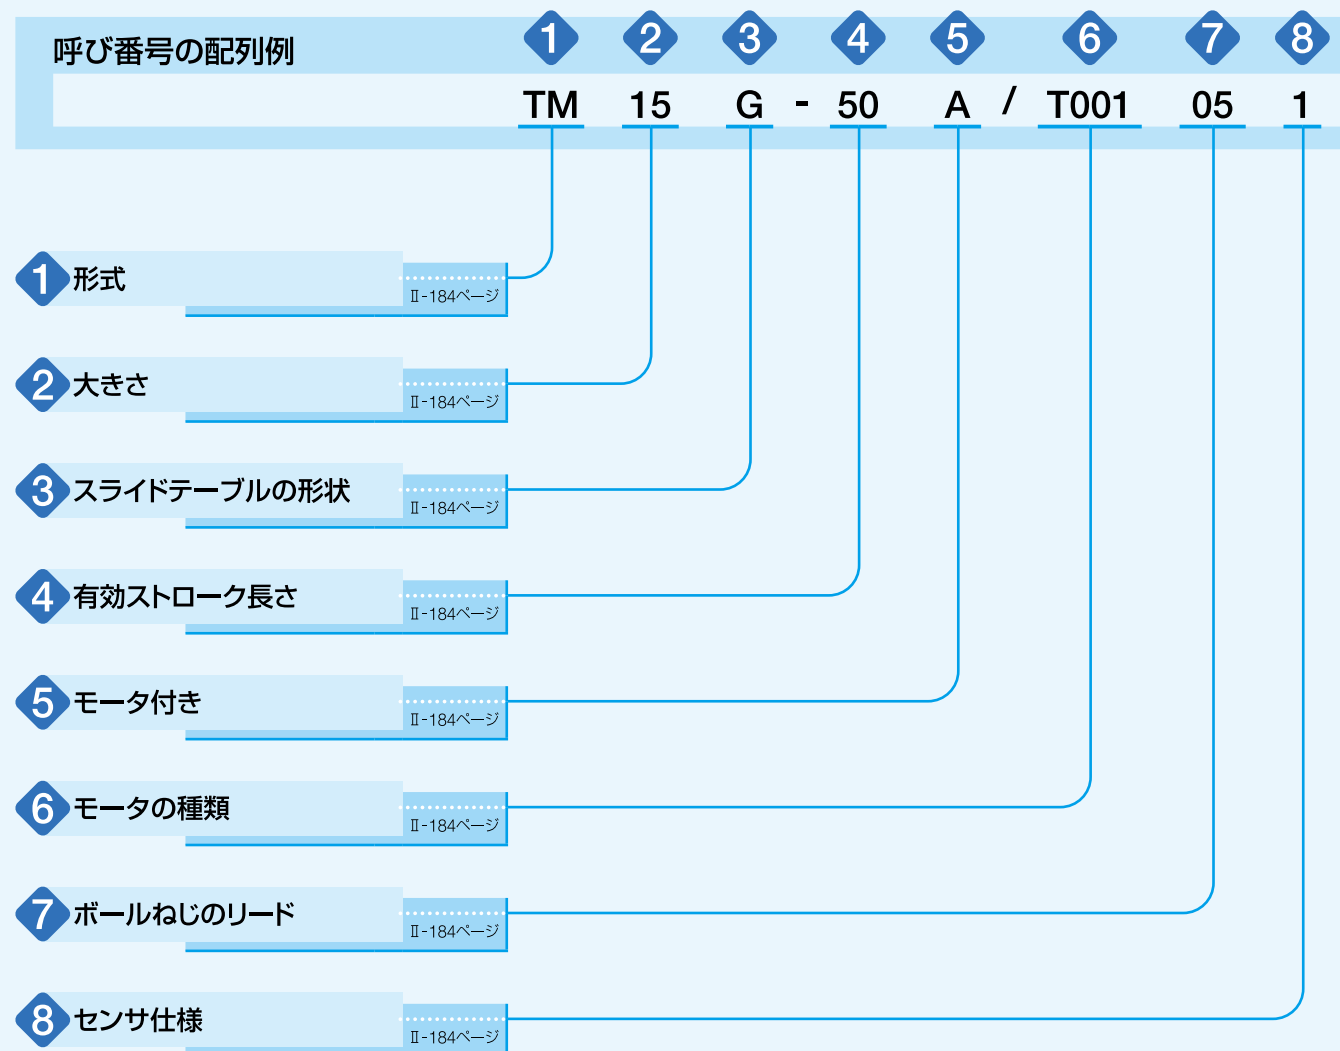 呼び番号の配列例
1 2 3 4 5 6 7 8
TM 15 G - 50 A / T001 05 1
1 形式
Ⅱ-184ページ
2 大きさ
Ⅱ-184ページ
3 スライドテーブルの形状
Ⅱ-184ページ
4 有効ストローク長さ
Ⅱ-184ページ
5 モータ付き
Ⅱ-184ページ
6 モータの種類
Ⅱ-184ページ
7 ボールねじのリード
Ⅱ-184ページ
8 センサ仕様
Ⅱ-184ページ